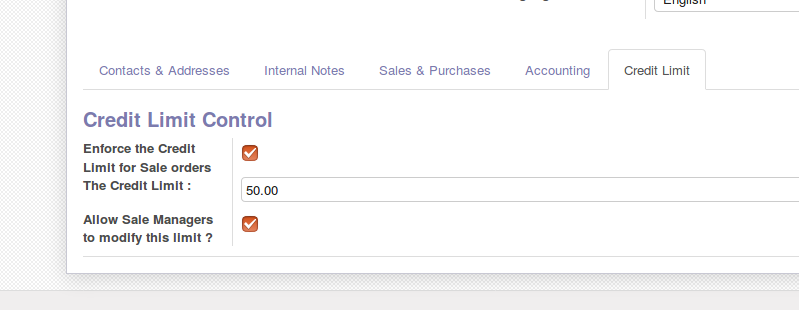 English
Contacts & Addresses Internal Notes Sales & Purchases Accounting Credit Limit
Credit Limit Control
Enforce the Credit
Limit for Sale orders
The Credit Limit : 50.00
Allow Sale Managers
to modify this limit ?